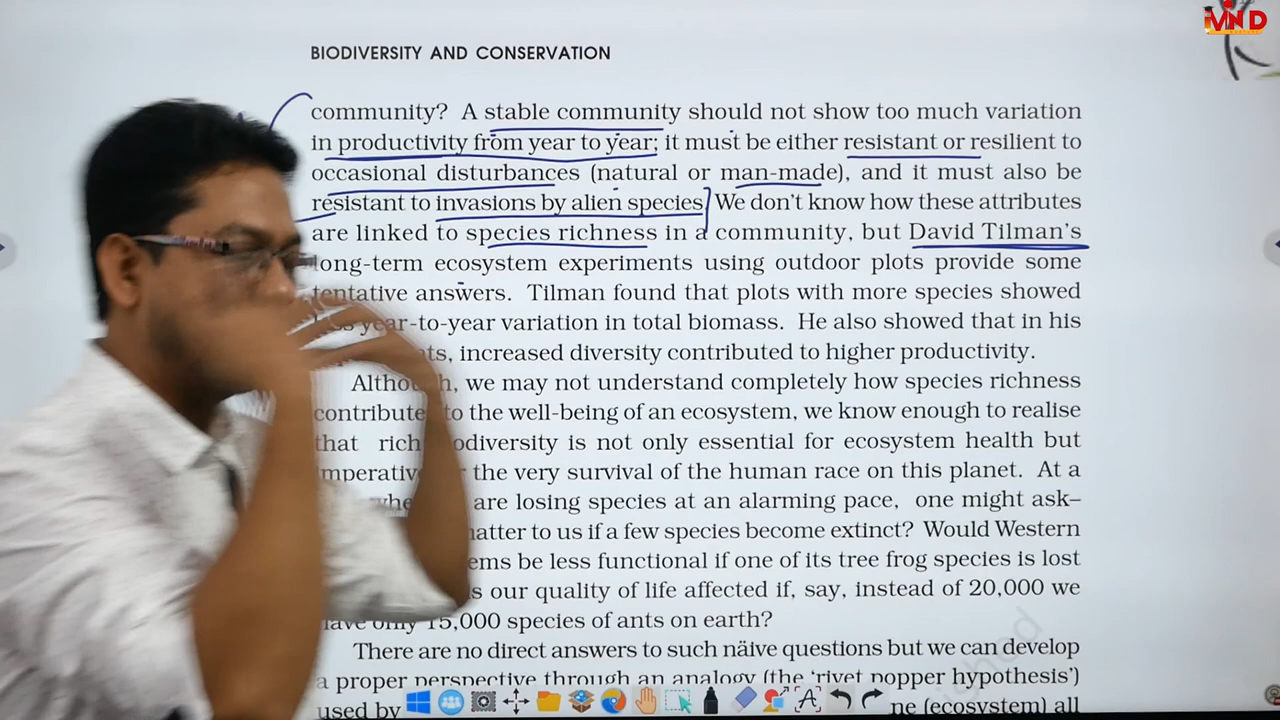 MVND
BIODIVERSITY AND CONSERVATION
community? A stable community should not show too much variation
in productivity from year to year; it must be either resistant or resilient to
occasional disturbances (natural or man-made), and it must also be
resistant to invasions by alien species. We don't know how these attributes
are linked to species richness in a community, but David Tilman's
long-term ecosystem experiments using outdoor plots provide some
tentative answers. Tilman found that plots with more species showed
year-to-year variation in total biomass. He also showed that in his
increased diversity contributed to higher productivity.
Although, we may not understand completely how species richness
contributes to the well-being of an ecosystem, we know enough to realise
that rich biodiversity is not only essential for ecosystem health but
imperative the very survival of the human race on this planet. At a
are losing species at an alarming pace, one might ask–
matter to us if a few species become extinct? Would Western
be less functional if one of its tree frog species is lost
our quality of life affected if, say, instead of 20,000 we
have only 15,000 species of ants on earth?
There are no direct answers to such näive questions but we can develop
a proper perspective through an analogy (the 'rivet popper hypothesis')
used by
(ecosystem) all